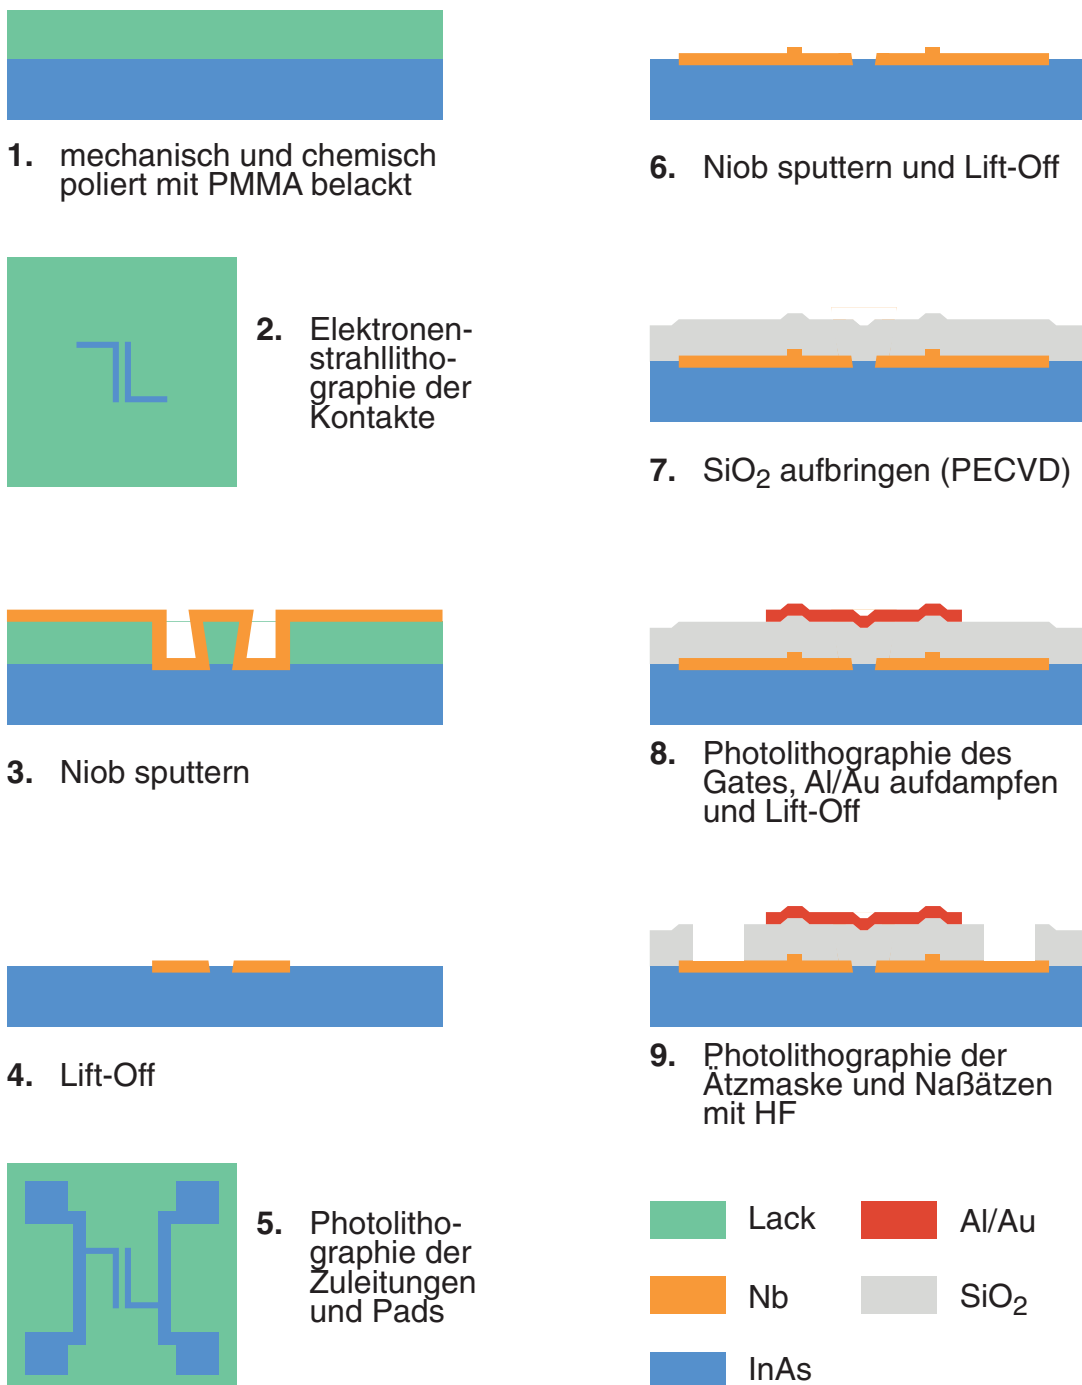 1. mechanisch und chemisch
poliert mit PMMA belackt
2. Elektronen-
strahllitho-
graphie der
Kontakte
3. Niob sputtern
4. Lift-Off
5. Photolitho-
graphie der
Zuleitungen
und Pads
6. Niob sputtern und Lift-Off
7. SiO2 aufbringen (PECVD)
8. Photolithographie des
Gates, Al/Au aufdampfen
und Lift-Off
9. Photolithographie der
Ätzmaske und Naßätzen
mit HF
Lack
Al/Au
Nb
SiO2
InAs